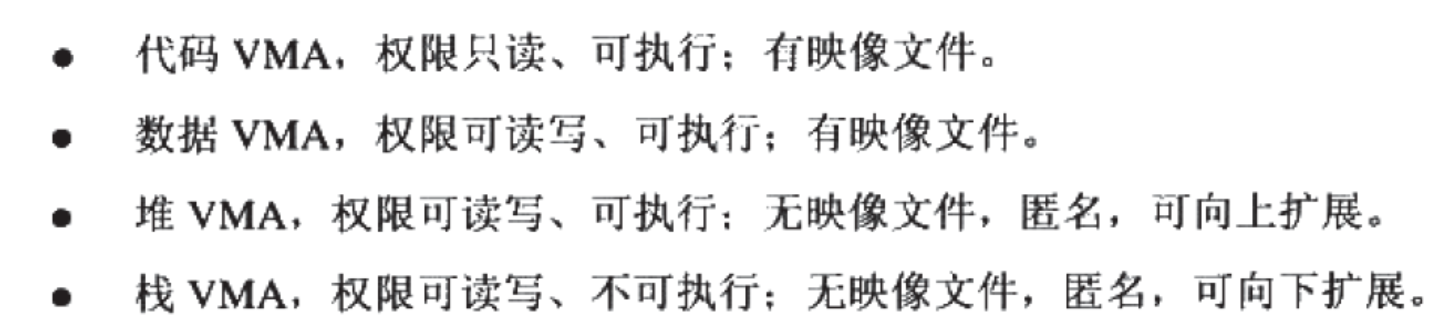 ● 代码 VMA，权限只读、可执行；有映像文件。
● 数据 VMA，权限可读写、可执行；有映像文件。
● 堆 VMA，权限可读写、可执行；无映像文件，匿名，可向上扩展。
● 栈 VMA，权限可读写、不可执行；无映像文件，匿名，可向下扩展。